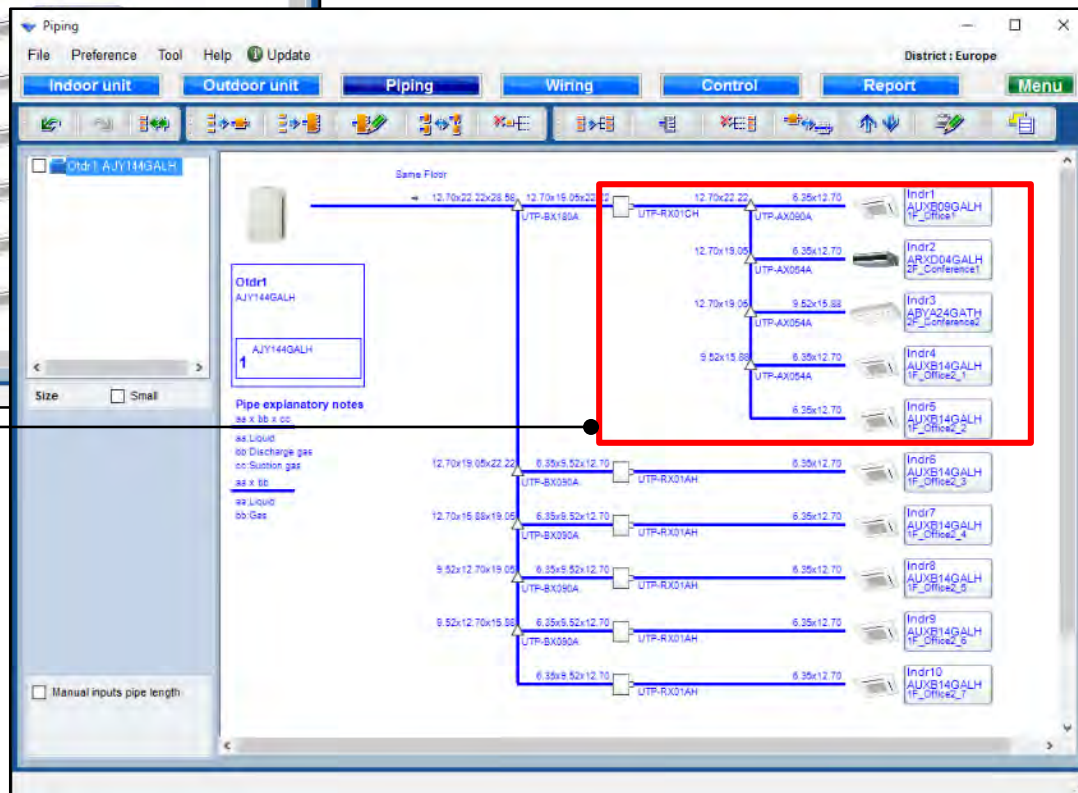 Piping
File Preference Tool Help Update District : Europe
Indoor unit Outdoor unit Piping Wiring Control Report Menu
Otdr1 AJY144GALH
Size Small
Manual inputs pipe length
Same Floor
12.70x22.22x28.58 12.70x19.05x22.22 12.70x22.22 6.35x12.70
UTP-BX180A UTP-RX01CH UTP-AX090A
Indr1
AUXB09GALH
1F_Office1
12.70x19.05 6.35x12.70
UTP-AX054A
Indr2
ARXD04GALH
2F_Conference1
12.70x19.05 9.52x15.88
UTP-AX054A
Indr3
ABYA24GATH
2F_Conference2
9.52x15.88 6.35x12.70
UTP-AX054A
Indr4
AUXB14GALH
1F_Office2_1
6.35x12.70
Indr5
AUXB14GALH
1F_Office2_2
Otdr1
AJY144GALH
AJY144GALH
1
Pipe explanatory notes
aa x bb x cc
aa:Liquid
bb:Discharge gas
cc:Suction gas
aa x bb
aa:Liquid
bb:Gas
12.70x19.05x22.22 6.35x9.52x12.70 6.35x12.70
UTP-BX090A UTP-RX01AH
Indr6
AUXB14GALH
1F_Office2_3
12.70x15.88x19.05 6.35x9.52x12.70 6.35x12.70
UTP-BX090A UTP-RX01AH
Indr7
AUXB14GALH
1F_Office2_4
9.52x12.70x19.05 6.35x9.52x12.70 6.35x12.70
UTP-BX090A UTP-RX01AH
Indr8
AUXB14GALH
1F_Office2_5
9.52x12.70x15.88 6.35x9.52x12.70 6.35x12.70
UTP-BX090A UTP-RX01AH
Indr9
AUXB14GALH
1F_Office2_6
6.35x9.52x12.70 6.35x12.70
UTP-RX01AH
Indr10
AUXB14GALH
1F_Office2_7